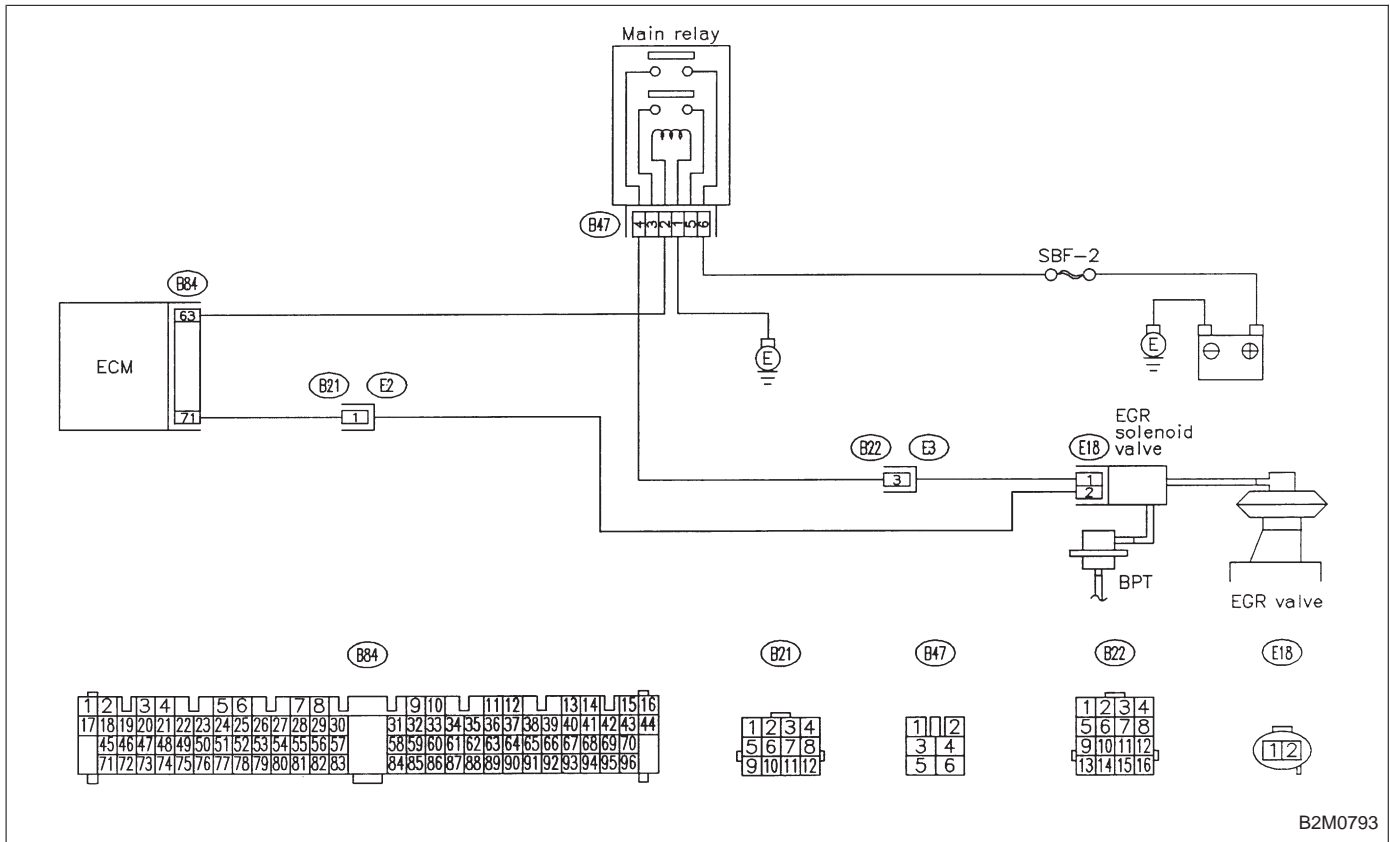 Main relay
B47
4 3 2 1 5 6
SBF-2
B84
63
ECM
71
B21 E2
1
E
E
⊖ ⊕
B22 E3
3
E18
EGR solenoid valve
1
2
BPT
EGR valve
B84
1 2 3 4 5 6 7 8 9 10 11 12 13 14 15 16
17 18 19 20 21 22 23 24 25 26 27 28 29 30 31 32 33 34 35 36 37 38 39 40 41 42 43 44
45 46 47 48 49 50 51 52 53 54 55 56 57 58 59 60 61 62 63 64 65 66 67 68 69 70
71 72 73 74 75 76 77 78 79 80 81 82 83 84 85 86 87 88 89 90 91 92 93 94 95 96
B21
1 2 3 4
5 6 7 8
9 10 11 12
B47
1 2
3 4
5 6
B22
1 2 3 4
5 6 7 8
9 10 11 12
13 14 15 16
E18
1 2
B2M0793